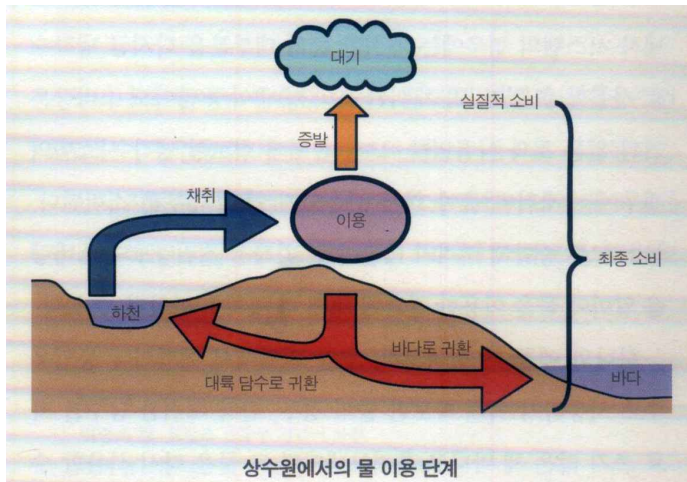 대기
실질적 소비
증발
채취
이용
최종 소비
하천
바다로 귀환
대륙 담수로 귀환
바다
상수원에서의 물 이용 단계